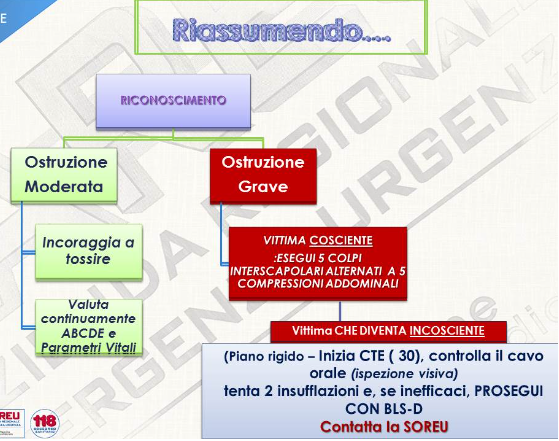 E
Riassumendo....
RICONOSCIMENTO
Ostruzione
Moderata
Ostruzione
Grave
Incoraggia a
tossire
Valuta
continuamente
ABCDE e
Parametri Vitali
VITTIMA COSCIENTE
:ESEGUI 5 COLPI
INTERSCAPOLARI ALTERNATI A 5
COMPRESSIONI ADDOMINALI
Vittima CHE DIVENTA INCOSCIENTE
(Piano rigido – Inizia CTE ( 30), controlla il cavo
orale (ispezione visiva)
tenta 2 insufflazioni e, se inefficaci, PROSEGUI
CON BLS-D
Contatta la SOREU
SOREU
118